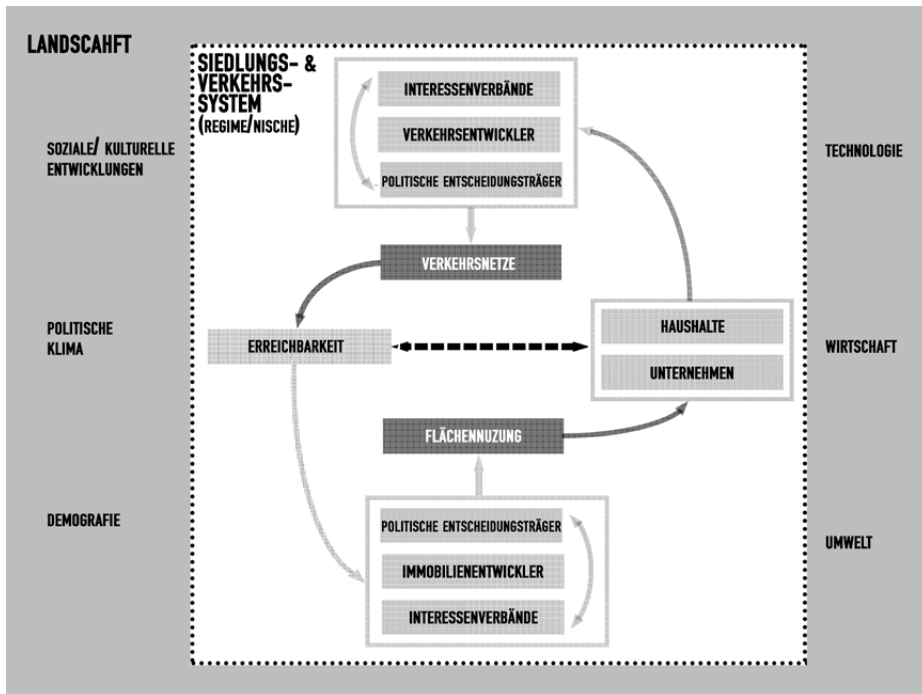 LANDSCAHFT
SIEDLUNGS- &
VERKEHRS-
SYSTEM
(REGIME/NISCHE)
INTERESSENVERBÄNDE
VERKEHRSENTWICKLER
POLITISCHE ENTSCHEIDUNGSTRÄGER
SOZIALE/ KULTURELLE
ENTWICKLUNGEN
TECHNOLOGIE
VERKEHRSNETZE
POLITISCHE
KLIMA
ERREICHBARKEIT
HAUSHALTE
UNTERNEHMEN
WIRTSCHAFT
FLÄCHENNUZUNG
DEMOGRAFIE
POLITISCHE ENTSCHEIDUNGSTRÄGER
IMMOBILIENENTWICKLER
INTERESSENVERBÄNDE
UMWELT